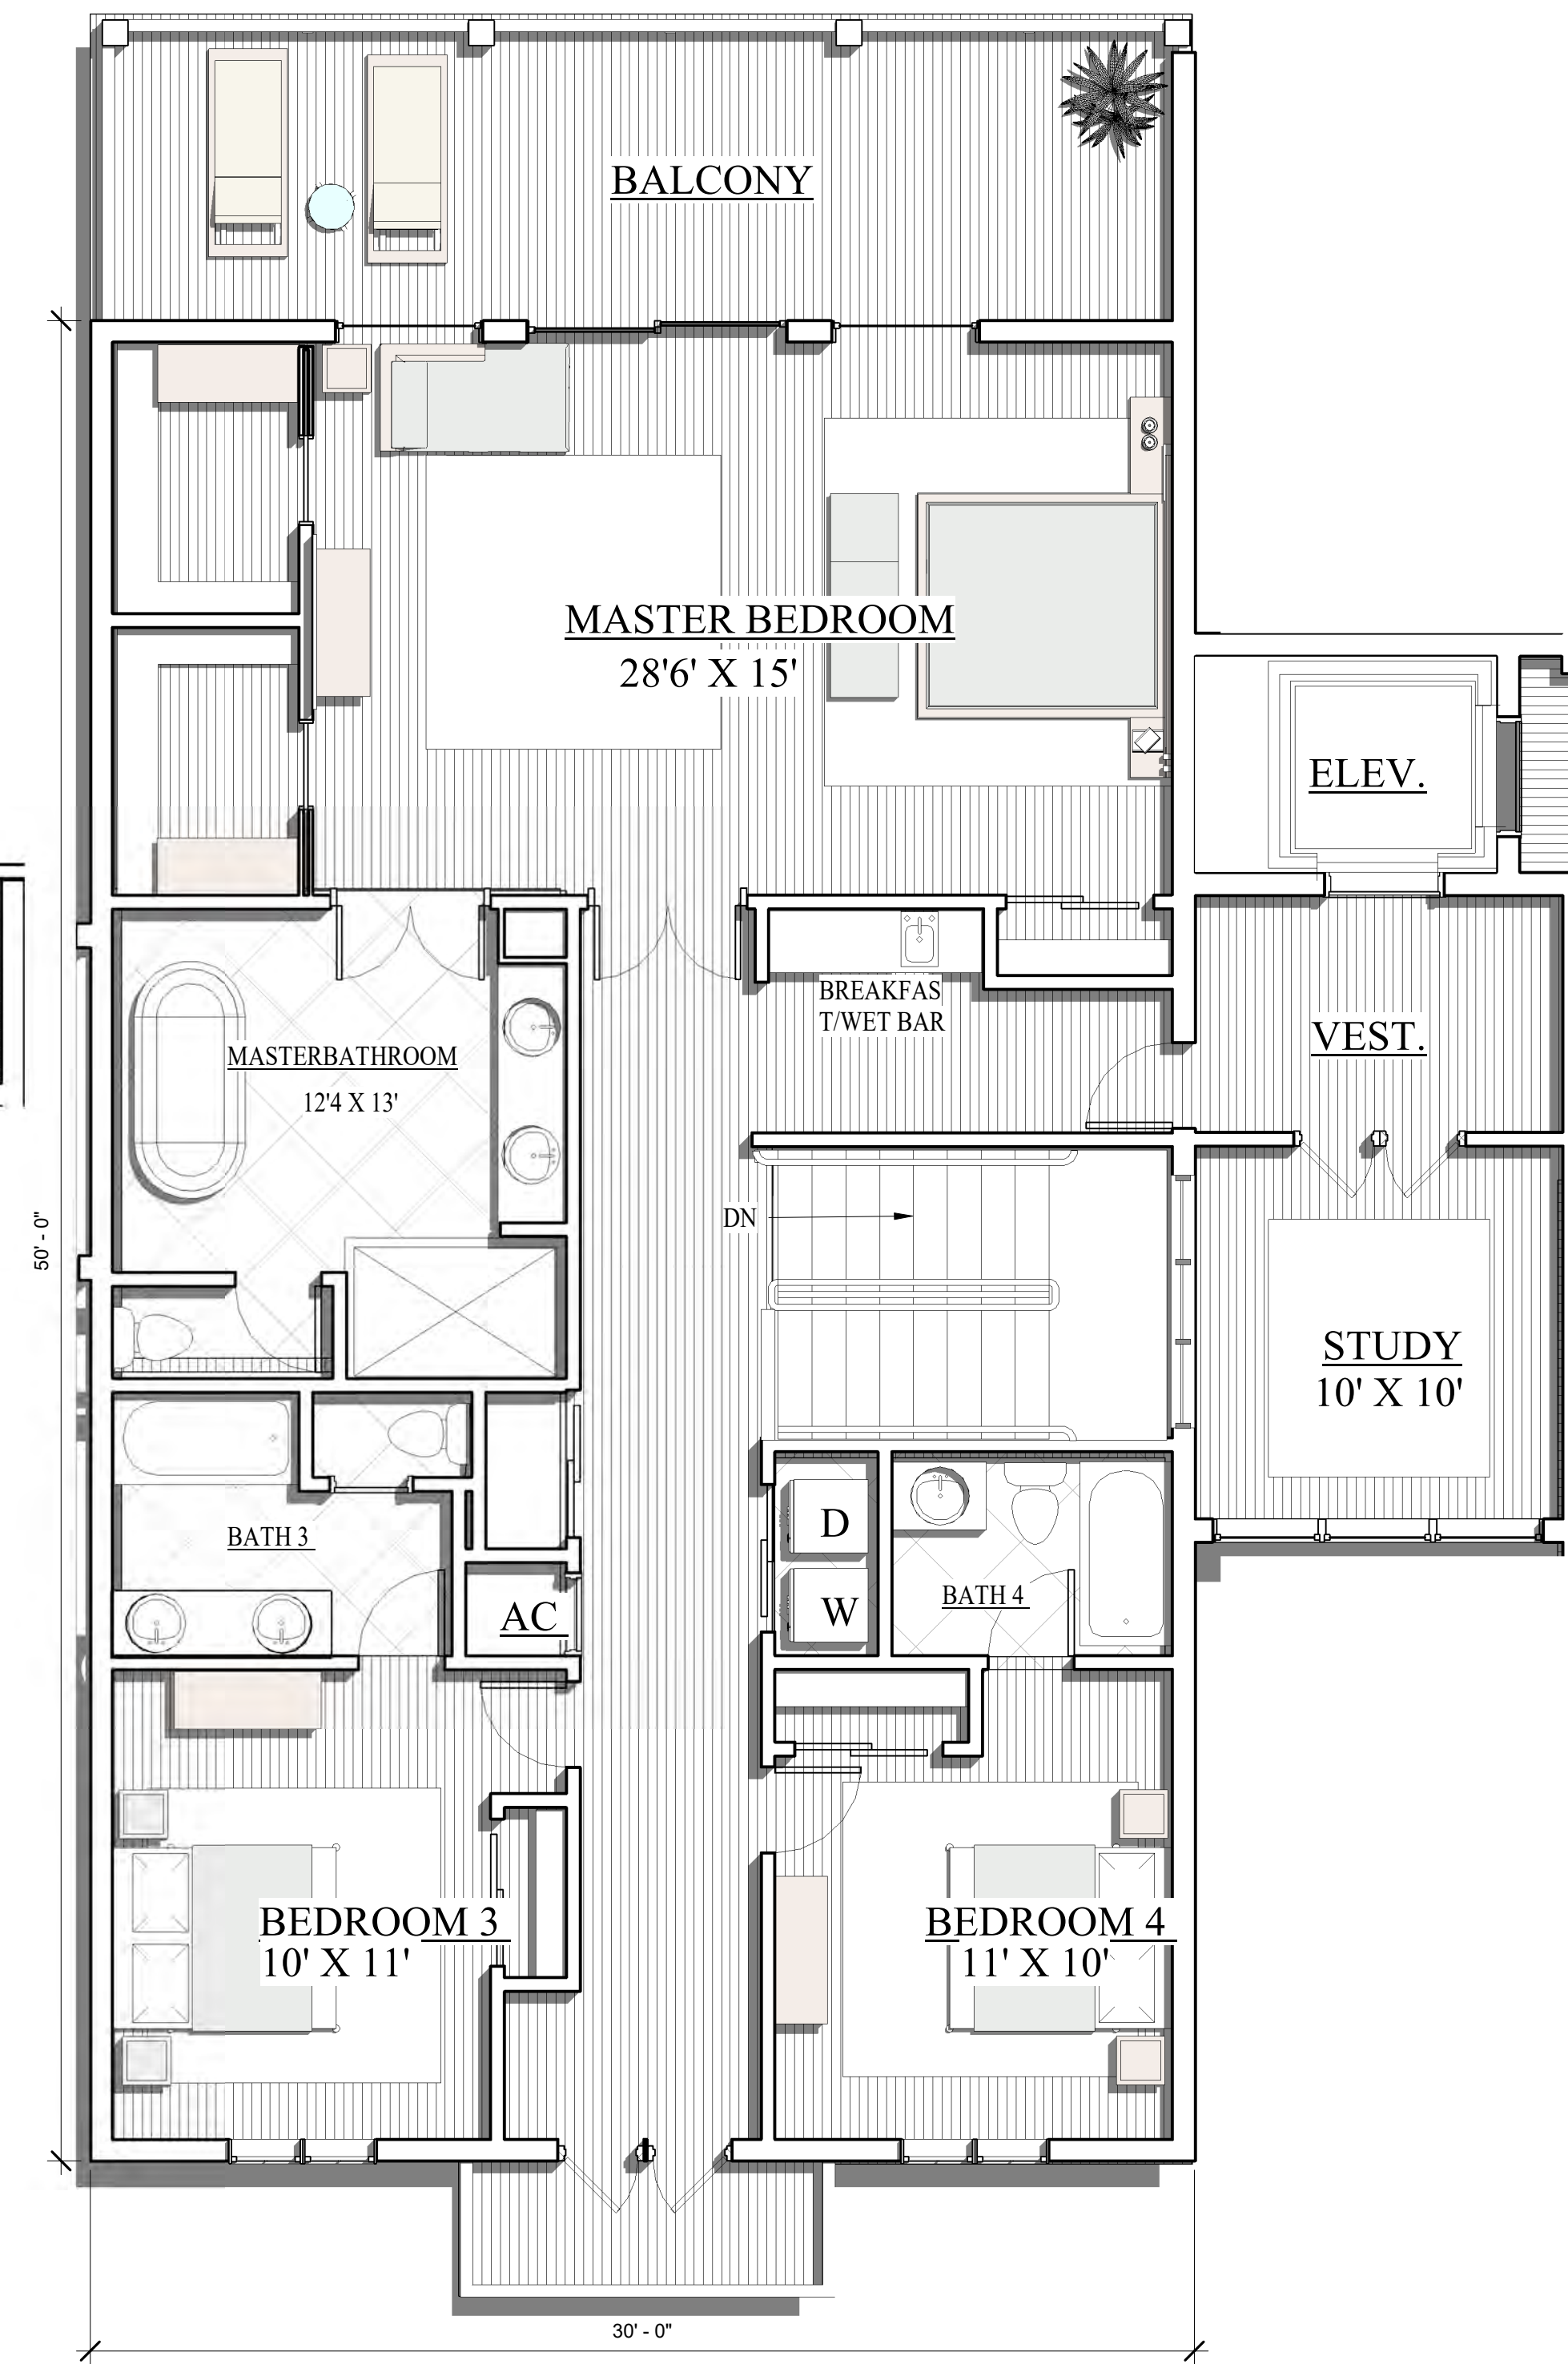 BALCONY
MASTER BEDROOM
28'6' X 15'
ELEV.
BREAKFAS
T/WET BAR
VEST.
MASTERBATHROOM
12'4 X 13'
DN
50' - 0"
STUDY
10' X 10'
D
BATH 3
BATH 4
W
AC
BEDROOM 3
10' X 11'
BEDROOM 4
11' X 10'
30' - 0"